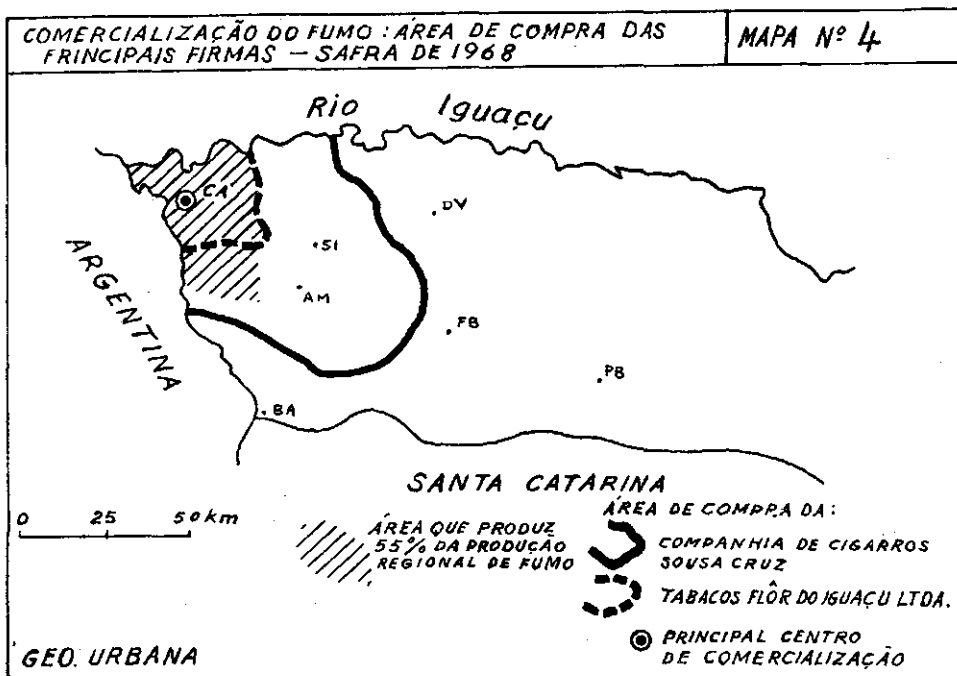 COMERCIALIZAÇÃO DO FUMO : ÁREA DE COMPRA DAS
FRINCIPAIS FIRMAS — SAFRA DE 1968
MAPA Nº 4
Rio Iguaçu
CA
DV
SI
ARGENTINA
AM
FB
PB
BA
SANTA CATARINA
0 25 50 km
ÁREA QUE PRODUZ
55% DA PRODUÇÃO
REGIONAL DE FUMO
ÁREA DE COMPRA DA:
COMPANHIA DE CIGARROS
SOUSA CRUZ
TABACOS FLÔR DO IGUAÇU LTDA.
PRINCIPAL CENTRO
DE COMERCIALIZAÇÃO
GEO. URBANA